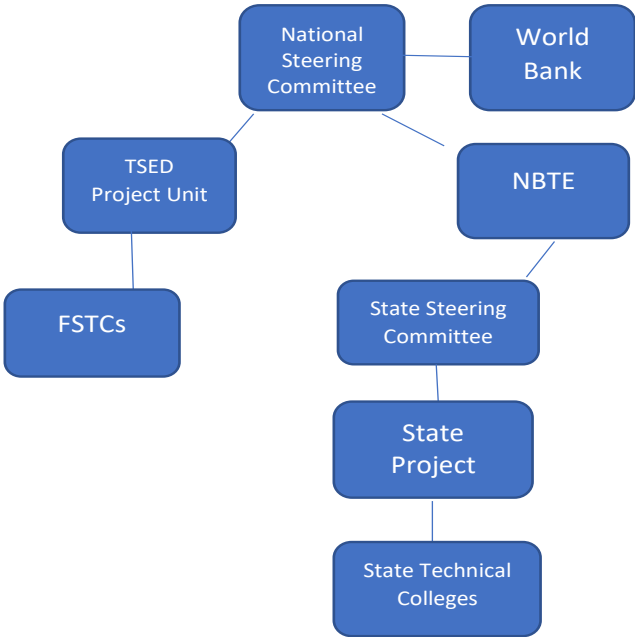 National
Steering
Committee
World
Bank
TSED
Project Unit
NBTE
FSTCs
State Steering
Committee
State
Project
State Technical
Colleges